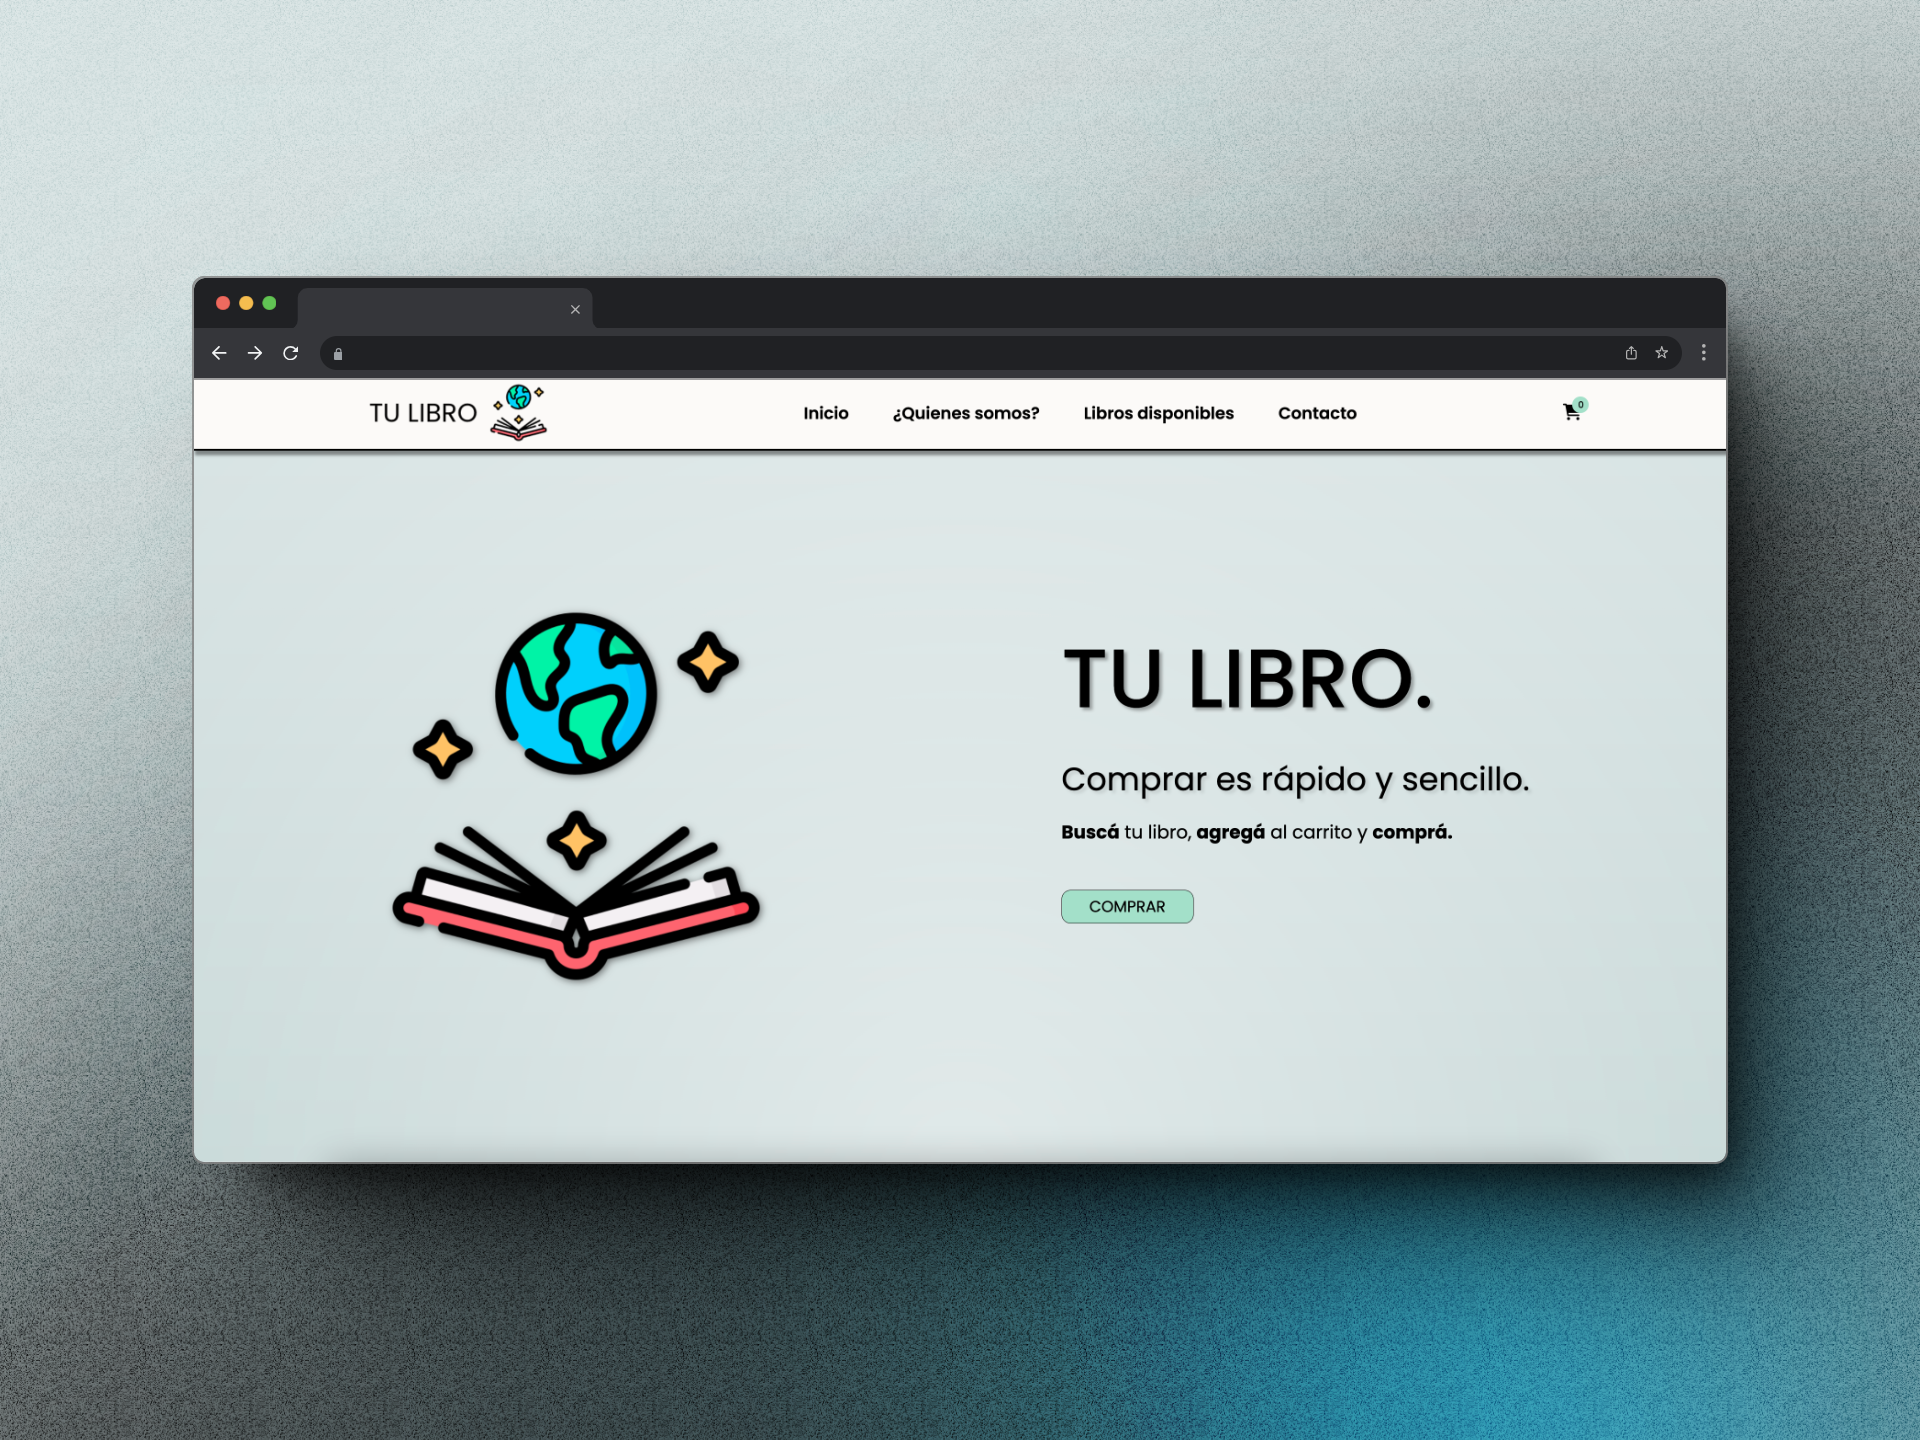 TU LIBRO
Inicio
¿Quienes somos?
Libros disponibles
Contacto
0
TU LIBRO.
Comprar es rápido y sencillo.
Buscá tu libro, agregá al carrito y comprá.
COMPRAR